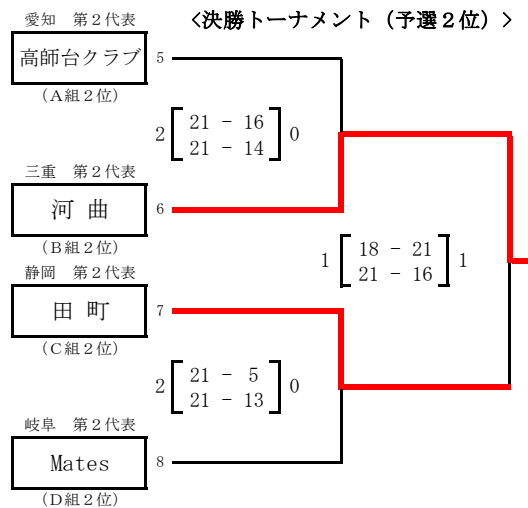 愛知　第２代表
<決勝トーナメント（予選２位）>
高師台クラブ
5
（Ａ組２位）
2 21 - 16 0
21 - 14
三重　第２代表
河 曲
6
（Ｂ組２位）
1 18 - 21 1
21 - 16
静岡　第２代表
田 町
7
（Ｃ組２位）
2 21 - 5 0
21 - 13
岐阜　第２代表
Mates
8
（Ｄ組２位）